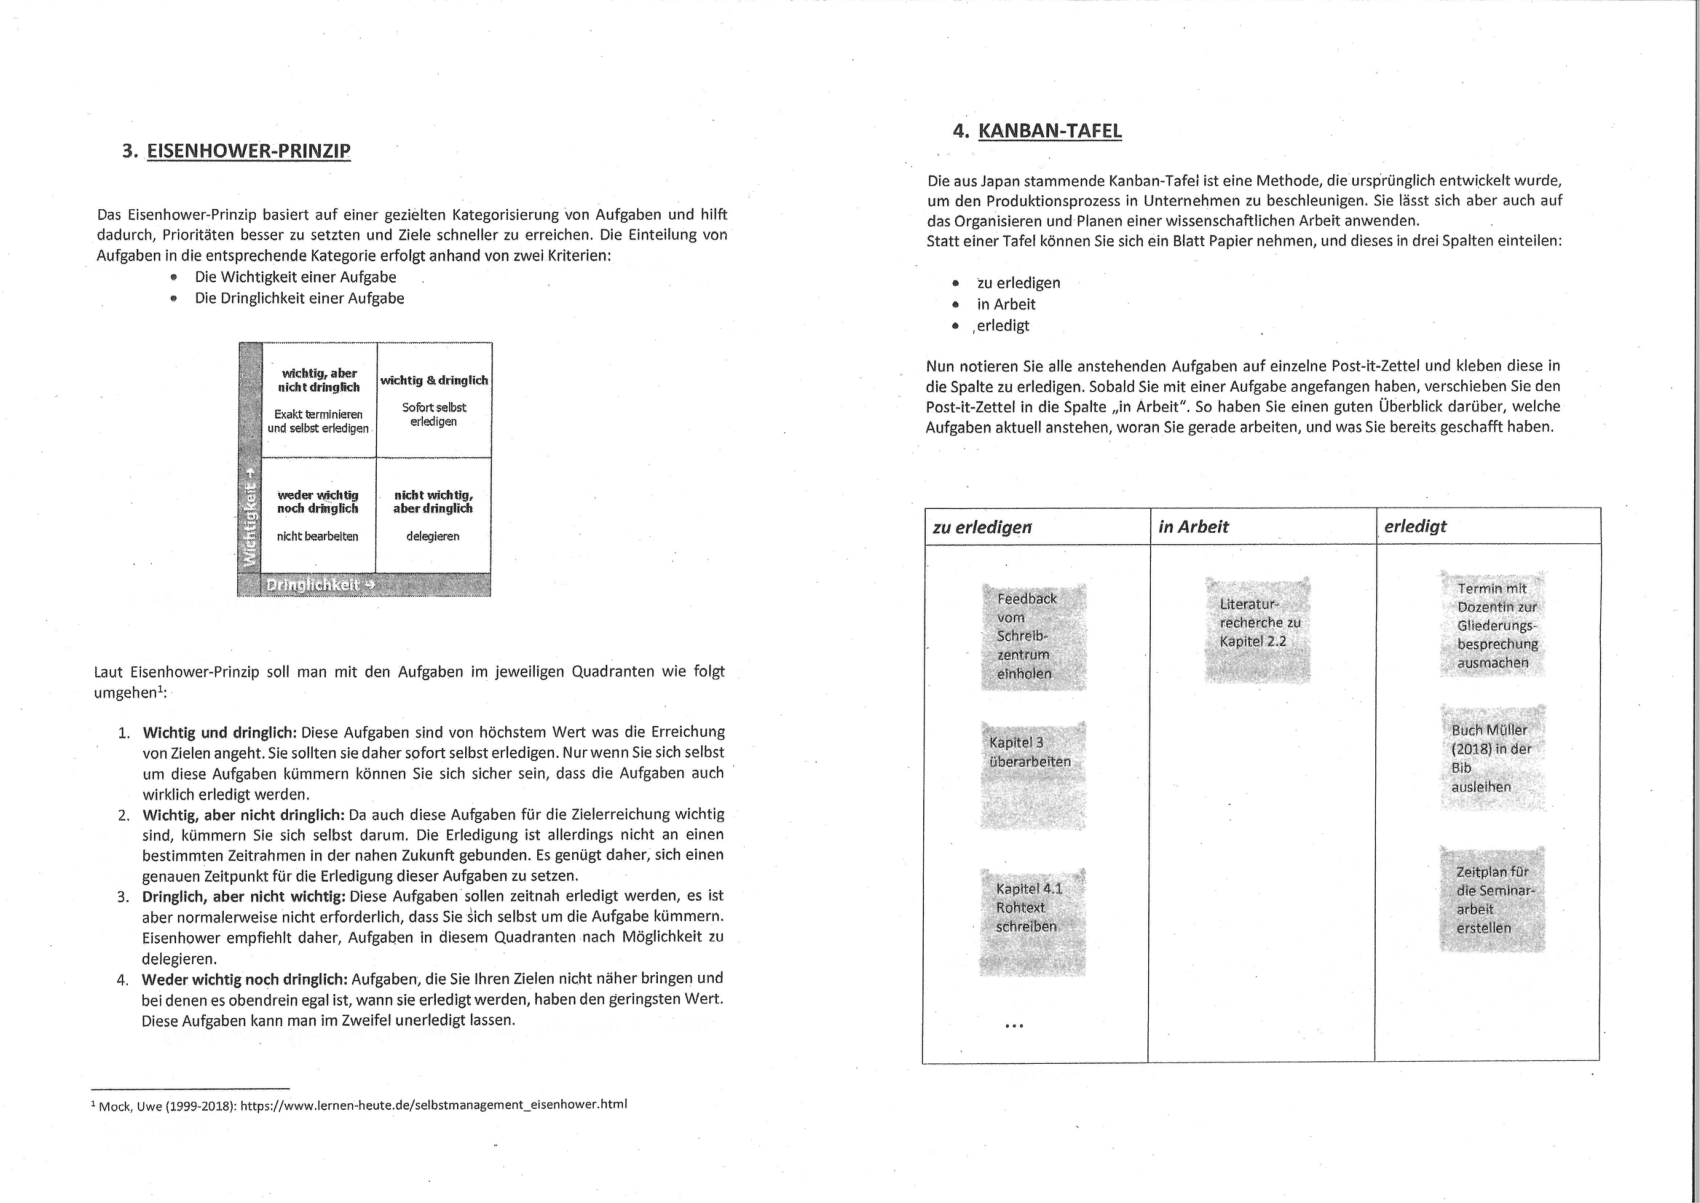 3. EISENHOWER-PRINZIP
Das Eisenhower-Prinzip basiert auf einer gezielten Kategorisierung von Aufgaben und hilft
dadurch, Prioritäten besser zu setzten und Ziele schneller zu erreichen. Die Einteilung von
Aufgaben in die entsprechende Kategorie erfolgt anhand von zwei Kriterien:
• Die Wichtigkeit einer Aufgabe
• Die Dringlichkeit einer Aufgabe
wichtig, aber
nicht dringlich
Exakt terminieren
und selbst erledigen
wichtig & dringlich
Sofort selbst
erledigen
weder wichtig
noch dringlich
nicht bearbeiten
nicht wichtig,
aber dringlich
delegieren
Wichtigkeit →
Dringlichkeit →
Laut Eisenhower-Prinzip soll man mit den Aufgaben im jeweiligen Quadranten wie folgt
umgehen¹:
1. Wichtig und dringlich: Diese Aufgaben sind von höchstem Wert was die Erreichung
von Zielen angeht. Sie sollten sie daher sofort selbst erledigen. Nur wenn Sie sich selbst
um diese Aufgaben kümmern können Sie sich sicher sein, dass die Aufgaben auch
wirklich erledigt werden.
2. Wichtig, aber nicht dringlich: Da auch diese Aufgaben für die Zielerreichung wichtig
sind, kümmern Sie sich selbst darum. Die Erledigung ist allerdings nicht an einen
bestimmten Zeitrahmen in der nahen Zukunft gebunden. Es genügt daher, sich einen
genauen Zeitpunkt für die Erledigung dieser Aufgaben zu setzen.
3. Dringlich, aber nicht wichtig: Diese Aufgaben sollen zeitnah erledigt werden, es ist
aber normalerweise nicht erforderlich, dass Sie sich selbst um die Aufgabe kümmern.
Eisenhower empfiehlt daher, Aufgaben in diesem Quadranten nach Möglichkeit zu
delegieren.
4. Weder wichtig noch dringlich: Aufgaben, die Sie Ihren Zielen nicht näher bringen und
bei denen es obendrein egal ist, wann sie erledigt werden, haben den geringsten Wert.
Diese Aufgaben kann man im Zweifel unerledigt lassen.
¹ Mock, Uwe (1999-2018): https://www.lernen-heute.de/selbstmanagement_eisenhower.html
4. KANBAN-TAFEL
Die aus Japan stammende Kanban-Tafel ist eine Methode, die ursprünglich entwickelt wurde,
um den Produktionsprozess in Unternehmen zu beschleunigen. Sie lässt sich aber auch auf
das Organisieren und Planen einer wissenschaftlichen Arbeit anwenden.
Statt einer Tafel können Sie sich ein Blatt Papier nehmen, und dieses in drei Spalten einteilen:
• zu erledigen
• in Arbeit
• erledigt
Nun notieren Sie alle anstehenden Aufgaben auf einzelne Post-it-Zettel und kleben diese in
die Spalte zu erledigen. Sobald Sie mit einer Aufgabe angefangen haben, verschieben Sie den
Post-it-Zettel in die Spalte „in Arbeit“. So haben Sie einen guten Überblick darüber, welche
Aufgaben aktuell anstehen, woran Sie gerade arbeiten, und was Sie bereits geschafft haben.
zu erledigen
Feedback
vom
Schreib-
zentrum
einholen
Kapitel 3
überarbeiten
Kapitel 4.1
Rohtext
schreiben
...
in Arbeit
Literatur-
recherche zu
Kapitel 2.2
erledigt
Termin mit
Dozentin zur
Gliederungs-
besprechung
ausmachen
Buch Müller
(2018) in der
Bib
ausleihen
Zeitplan für
die Seminar-
arbeit
erstellen